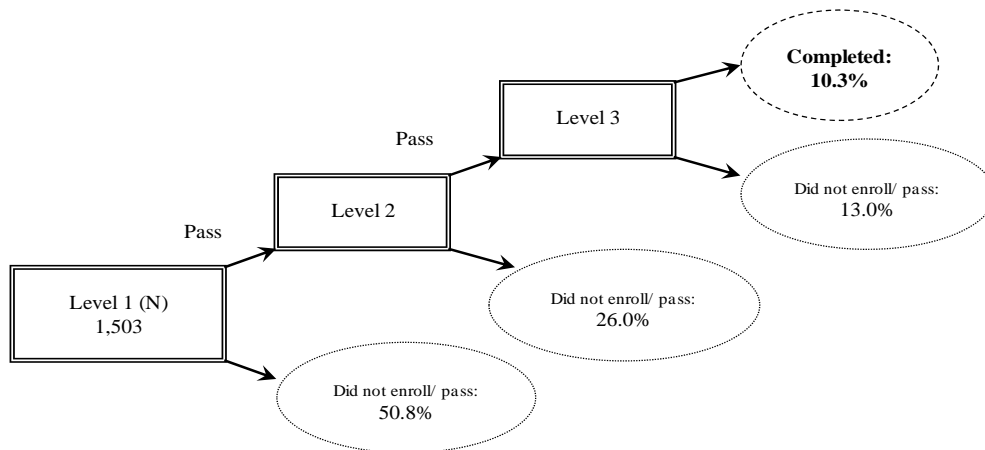 Completed:
10.3%
Level 3
Pass
Did not enroll/ pass:
13.0%
Level 2
Pass
Did not enroll/ pass:
26.0%
Level 1 (N)
1,503
Did not enroll/ pass:
50.8%